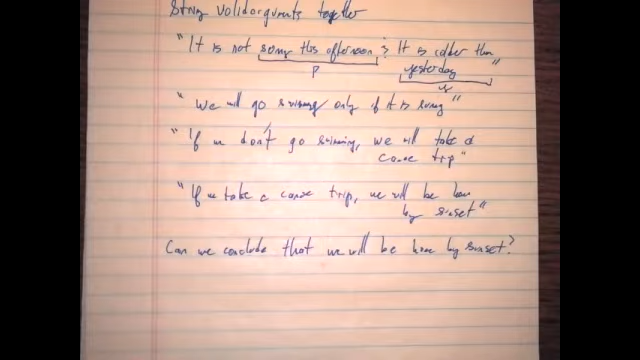 String valid arguments together
"It is not sunny this afternoon & It is colder than
yesterday"
p
"We will go swimming only if it is sunny"
"If we don't go swimming, we will take a
canoe trip"
"If we take a canoe trip, we will be home
by sunset"
Can we conclude that we will be home by sunset?